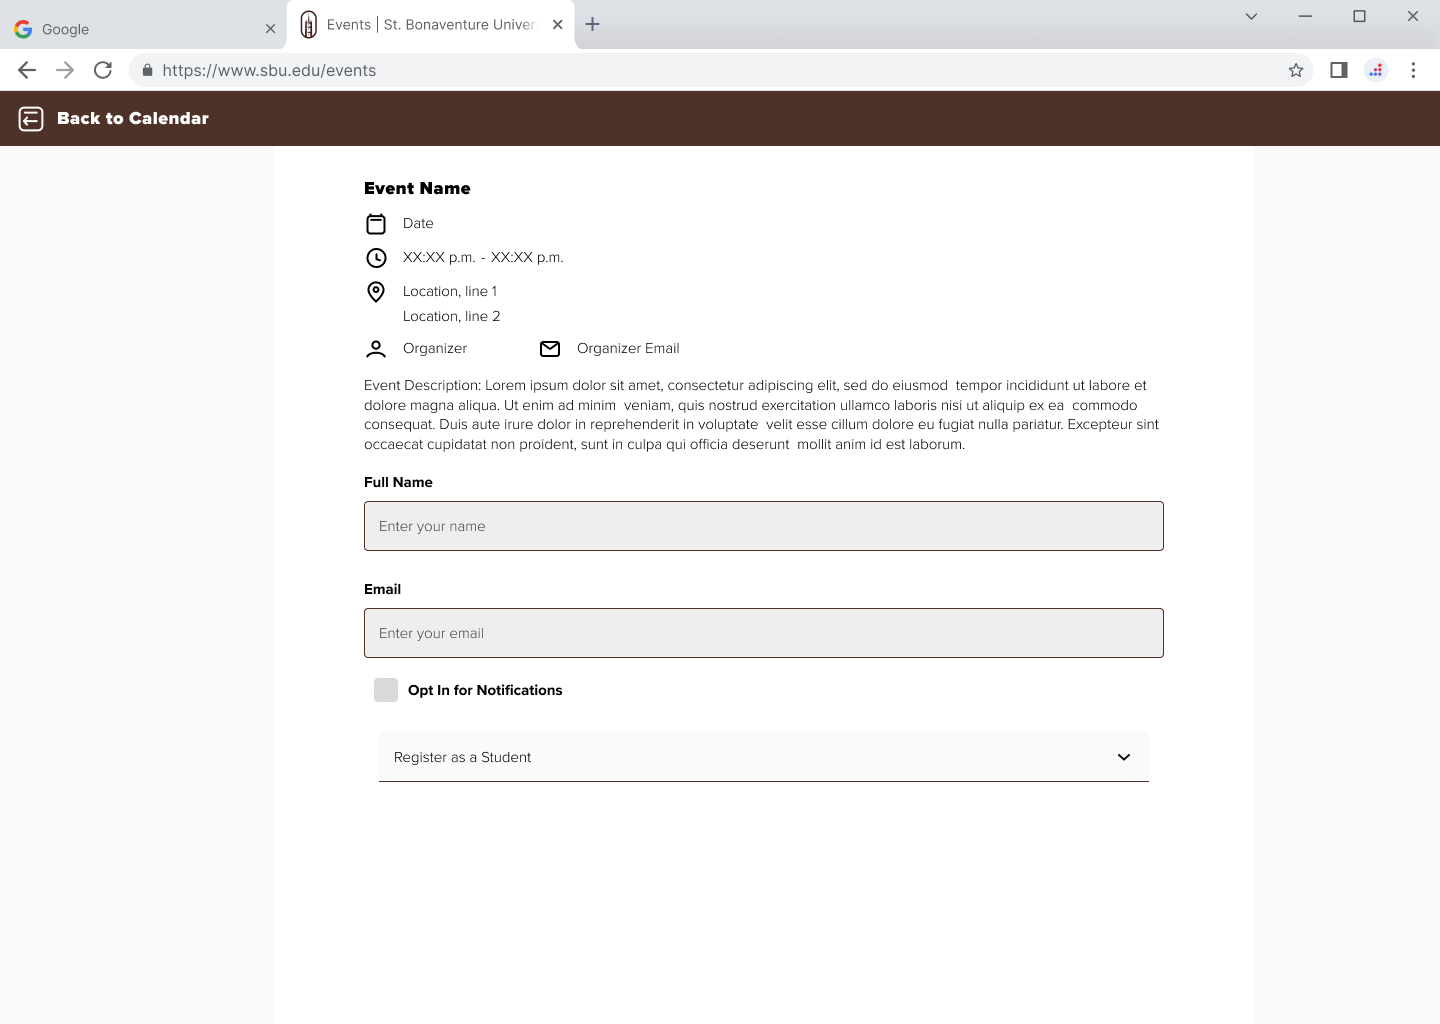 Google
Events | St. Bonaventure Univer
https://www.sbu.edu/events
Back to Calendar
Event Name
Date
XX:XX p.m. - XX:XX p.m.
Location, line 1
Location, line 2
Organizer
Organizer Email
Event Description: Lorem ipsum dolor sit amet, consectetur adipiscing elit, sed do eiusmod tempor incididunt ut labore et
dolore magna aliqua. Ut enim ad minim veniam, quis nostrud exercitation ullamco laboris nisi ut aliquip ex ea commodo
consequat. Duis aute irure dolor in reprehenderit in voluptate velit esse cillum dolore eu fugiat nulla pariatur. Excepteur sint
occaecat cupidatat non proident, sunt in culpa qui officia deserunt mollit anim id est laborum.
Full Name
Enter your name
Email
Enter your email
Opt In for Notifications
Register as a Student